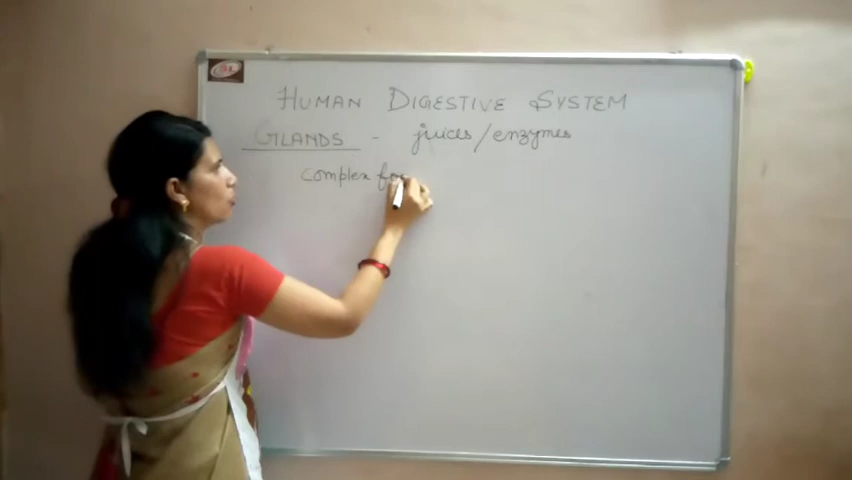 HUMAN DIGESTIVE SYSTEM
GLANDS - juices/enzymes
complex fo